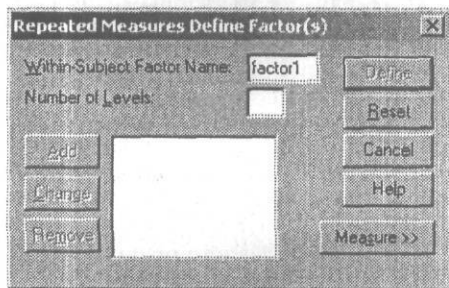 Repeated Measures Define Factor(s)
Within-Subject Factor Name: factor1 Define
Number of Levels: Reset
Add Cancel
Change Help
Remove Measure >>